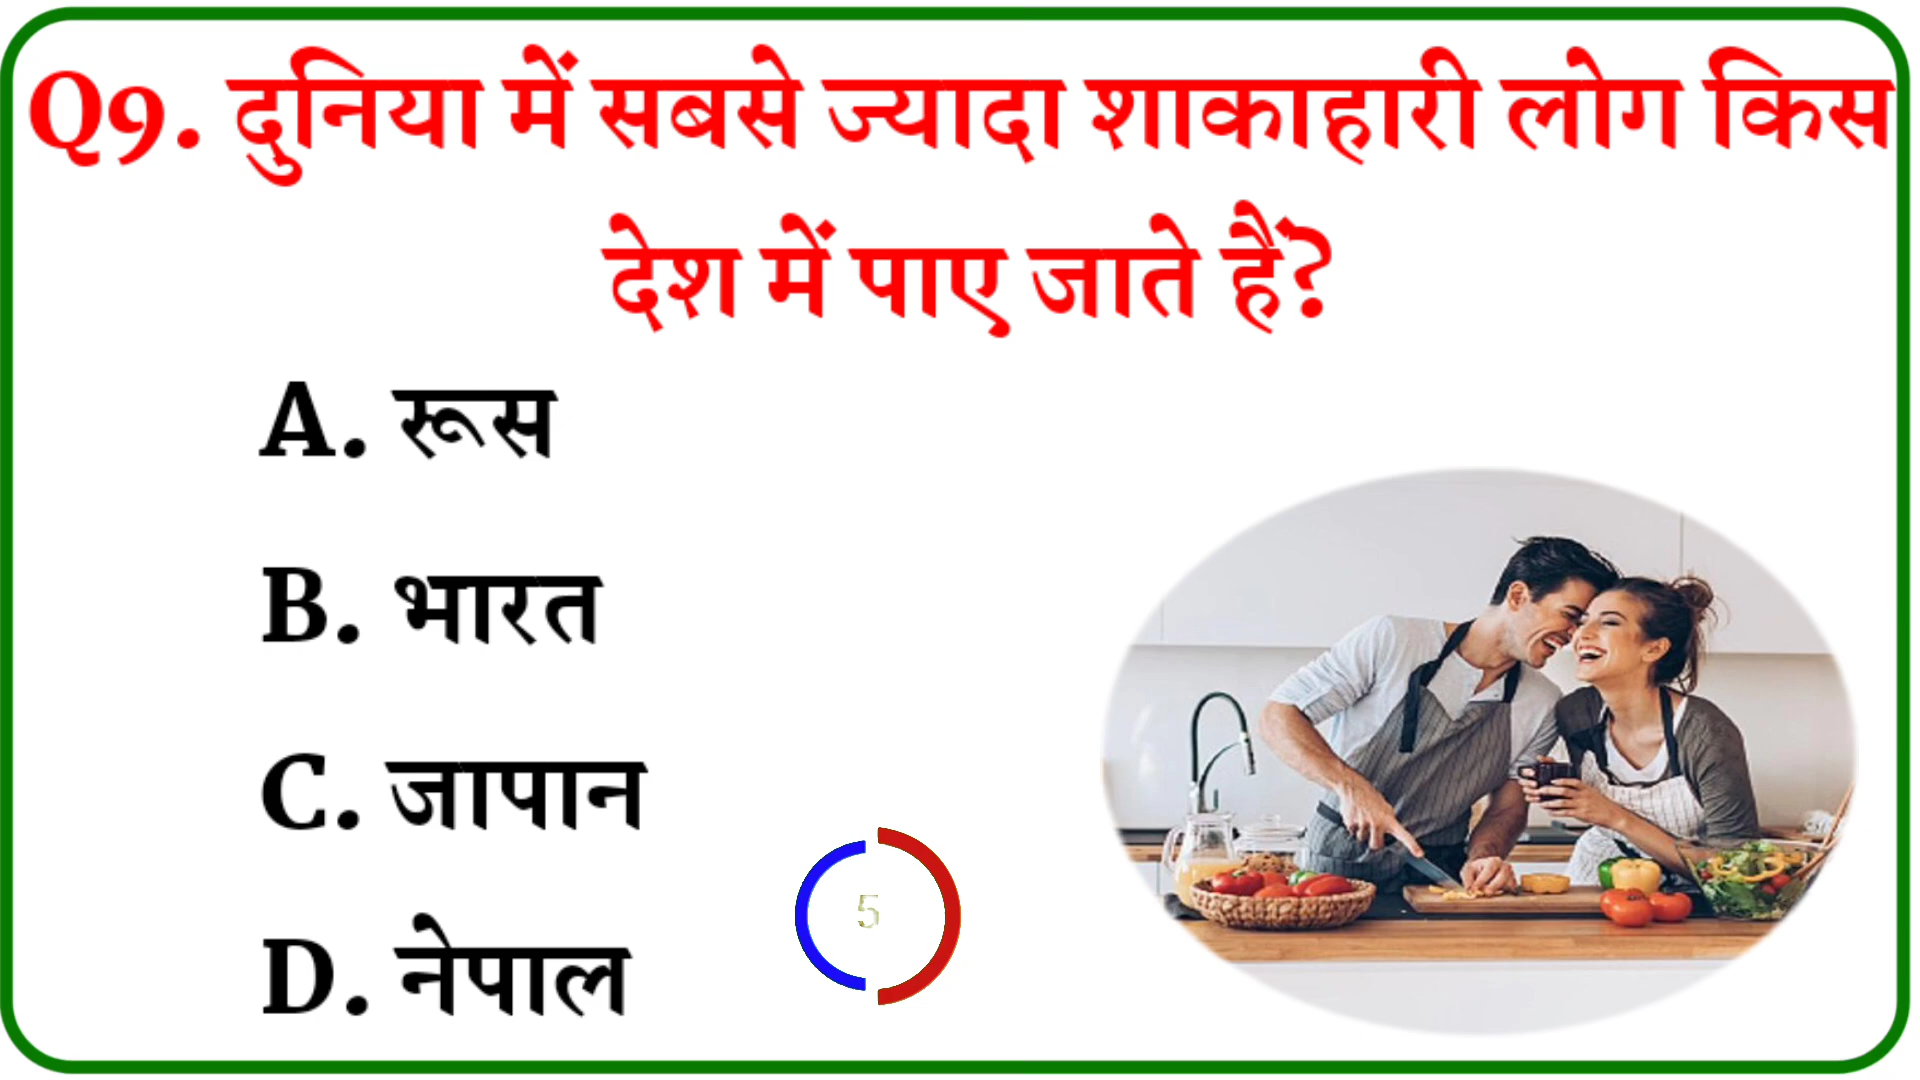 Q9. दुनिया में सबसे ज्यादा शाकाहारी लोग किस
देश में पाए जाते हैं?
A. रूस
B. भारत
C. जापान
D. नेपाल
5